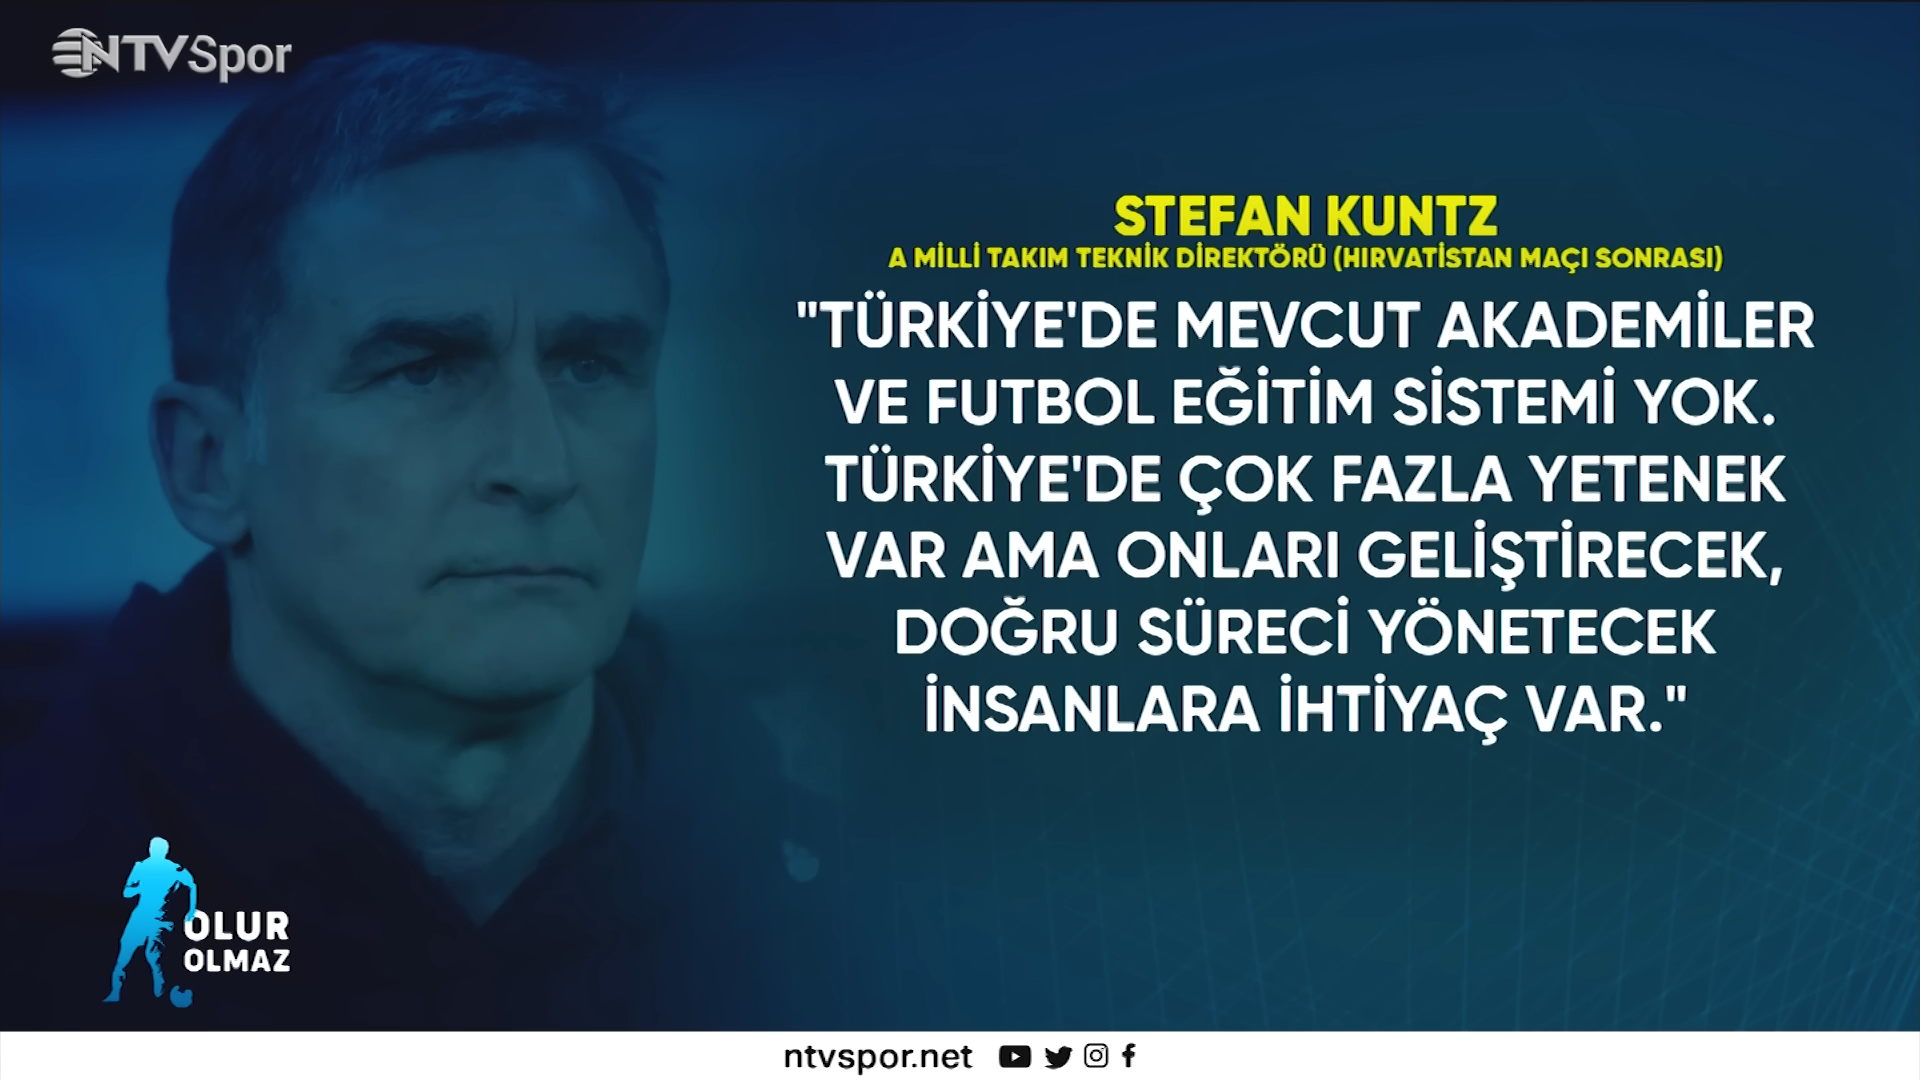 NTVSpor
STEFAN KUNTZ
A MİLLİ TAKIM TEKNİK DİREKTÖRÜ (HIRVATİSTAN MAÇI SONRASI)
"TÜRKİYE'DE MEVCUT AKADEMİLER
VE FUTBOL EĞİTİM SİSTEMİ YOK.
TÜRKİYE'DE ÇOK FAZLA YETENEK
VAR AMA ONLARI GELİŞTİRECEK,
DOĞRU SÜRECİ YÖNETECEK
İNSANLARA İHTİYAÇ VAR."
OLUR
OLMAZ
ntvspor.net